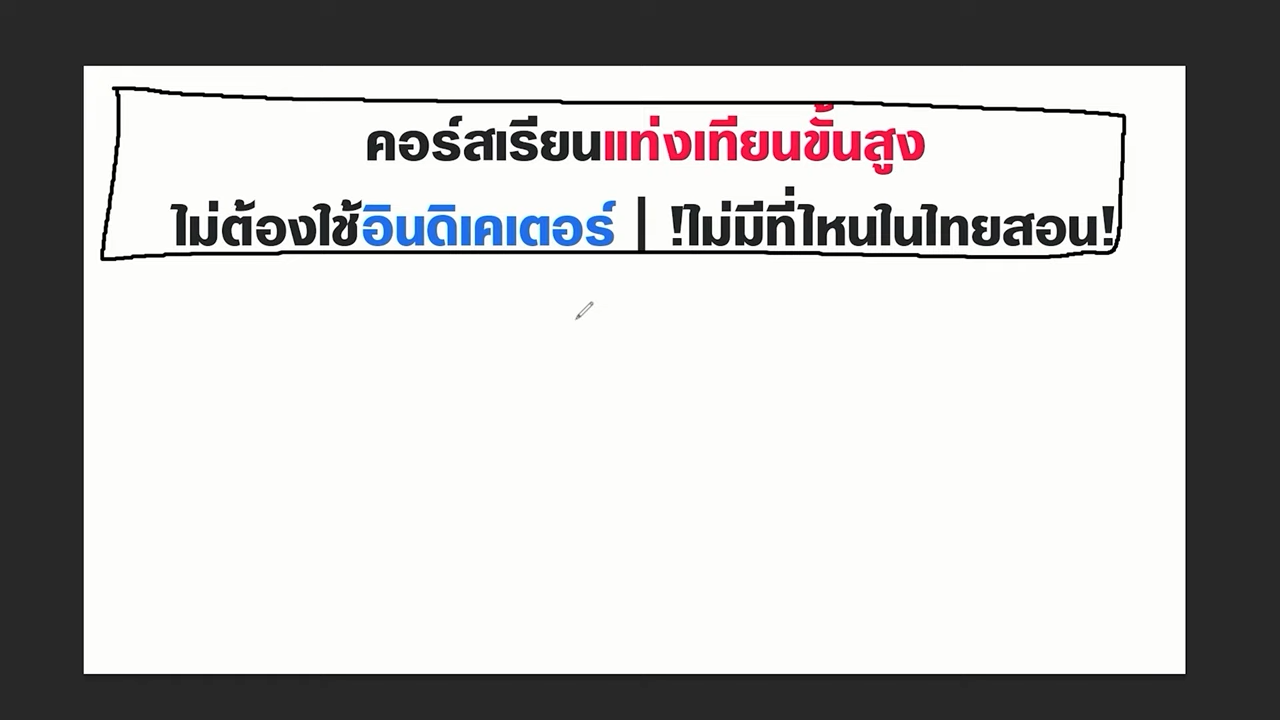 คอร์สเรียนแท่งเทียนขั้นสูง
ไม่ต้องใช้อินดิเคเตอร์ | !ไม่มีที่ไหนในไทยสอน!